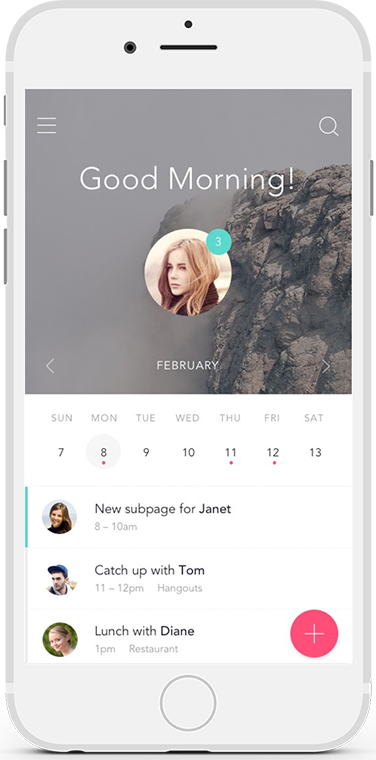 Good Morning!
3
FEBRUARY
SUN MON TUE WED THU FRI SAT
7 8 9 10 11 12 13
New subpage for Janet
8 – 10am
Catch up with Tom
11 – 12pm Hangouts
Lunch with Diane
1pm Restaurant